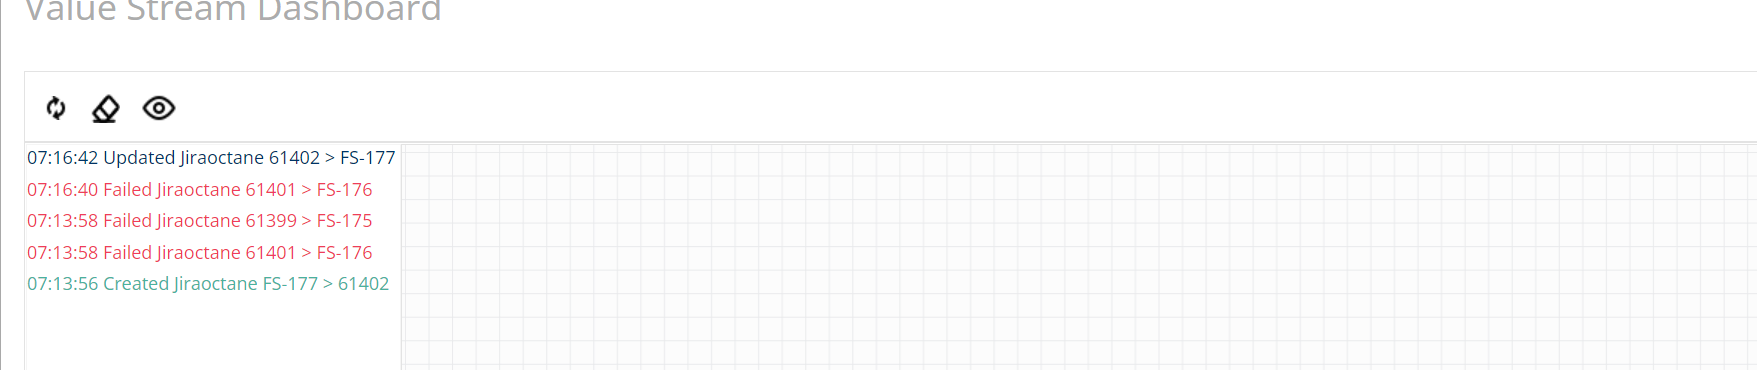 Value Stream Dashboard
07:16:42 Updated Jiraoctane 61402 > FS-177
07:16:40 Failed Jiraoctane 61401 > FS-176
07:13:58 Failed Jiraoctane 61399 > FS-175
07:13:58 Failed Jiraoctane 61401 > FS-176
07:13:56 Created Jiraoctane FS-177 > 61402